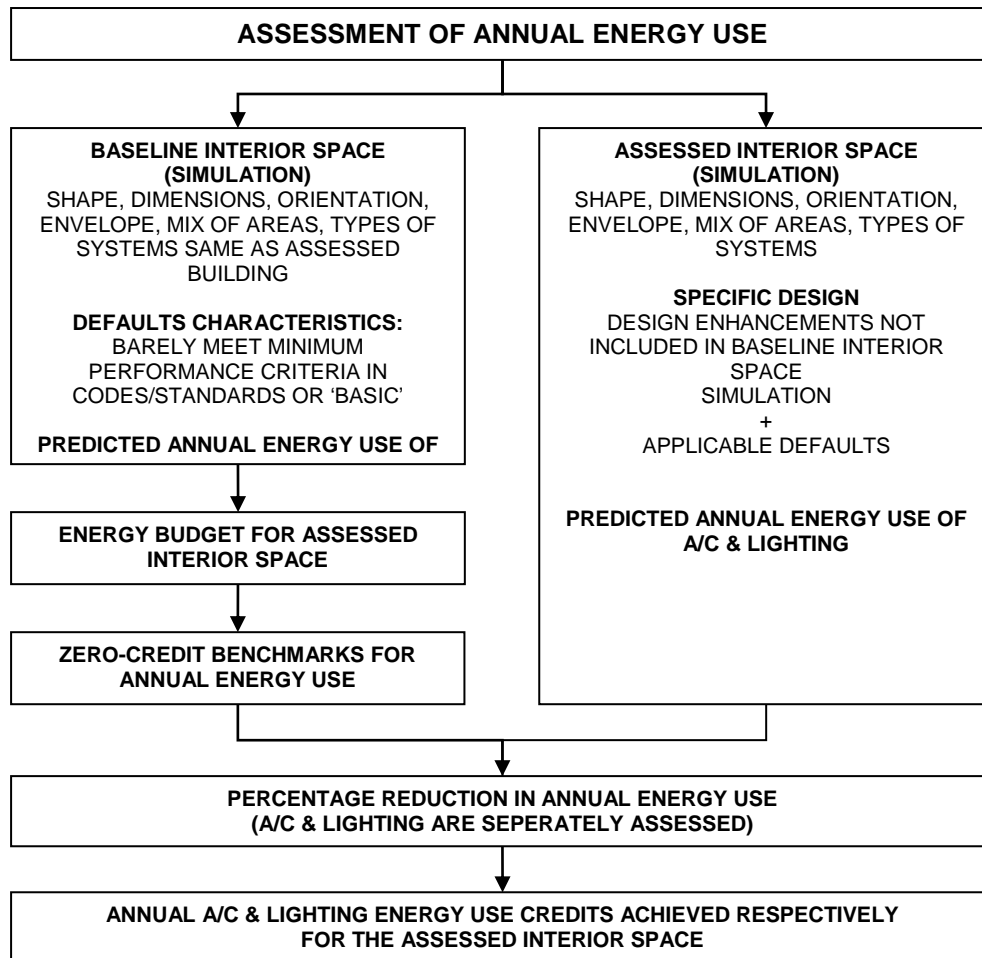 ASSESSMENT OF ANNUAL ENERGY USE
BASELINE INTERIOR SPACE
(SIMULATION)
SHAPE, DIMENSIONS, ORIENTATION,
ENVELOPE, MIX OF AREAS, TYPES OF
SYSTEMS SAME AS ASSESSED
BUILDING
DEFAULTS CHARACTERISTICS:
BARELY MEET MINIMUM
PERFORMANCE CRITERIA IN
CODES/STANDARDS OR ‘BASIC’
PREDICTED ANNUAL ENERGY USE OF
ENERGY BUDGET FOR ASSESSED
INTERIOR SPACE
ZERO-CREDIT BENCHMARKS FOR
ANNUAL ENERGY USE
ASSESSED INTERIOR SPACE
(SIMULATION)
SHAPE, DIMENSIONS, ORIENTATION,
ENVELOPE, MIX OF AREAS, TYPES OF
SYSTEMS
SPECIFIC DESIGN
DESIGN ENHANCEMENTS NOT
INCLUDED IN BASELINE INTERIOR
SPACE
SIMULATION
+
APPLICABLE DEFAULTS
PREDICTED ANNUAL ENERGY USE OF
A/C & LIGHTING
PERCENTAGE REDUCTION IN ANNUAL ENERGY USE
(A/C & LIGHTING ARE SEPERATELY ASSESSED)
ANNUAL A/C & LIGHTING ENERGY USE CREDITS ACHIEVED RESPECTIVELY
FOR THE ASSESSED INTERIOR SPACE